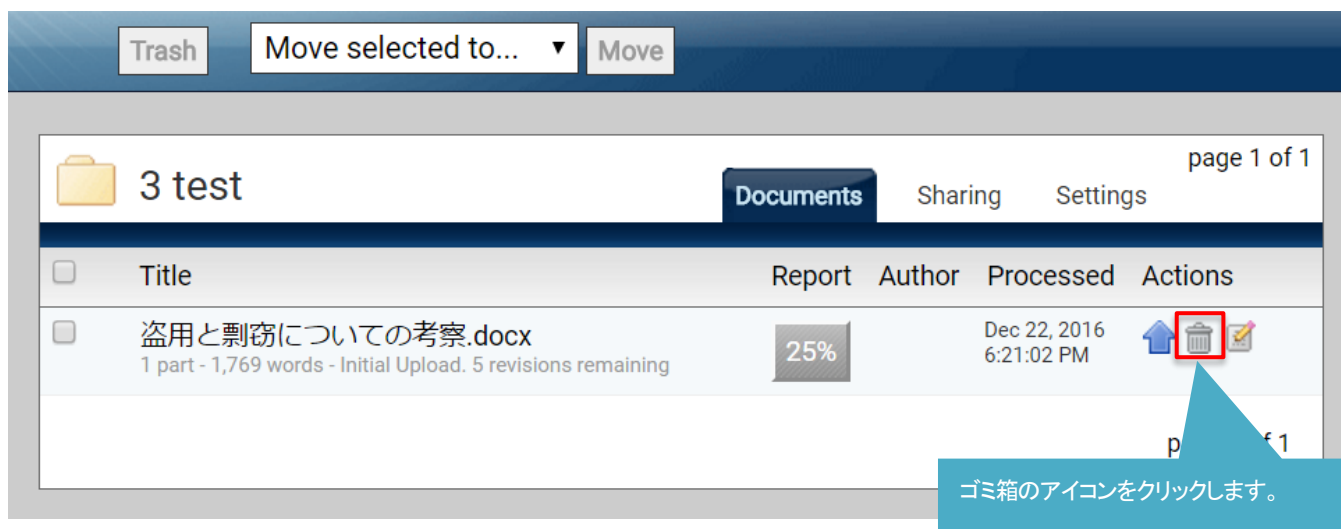 Trash Move selected to... Move
page 1 of 1
3 test
Documents Sharing Settings
Title Report Author Processed Actions
盗用と剽窃についての考察.docx 25% Dec 22, 2016
1 part - 1,769 words - Initial Upload. 5 revisions remaining 6:21:02 PM
1
ゴミ箱のアイコンをクリックします。